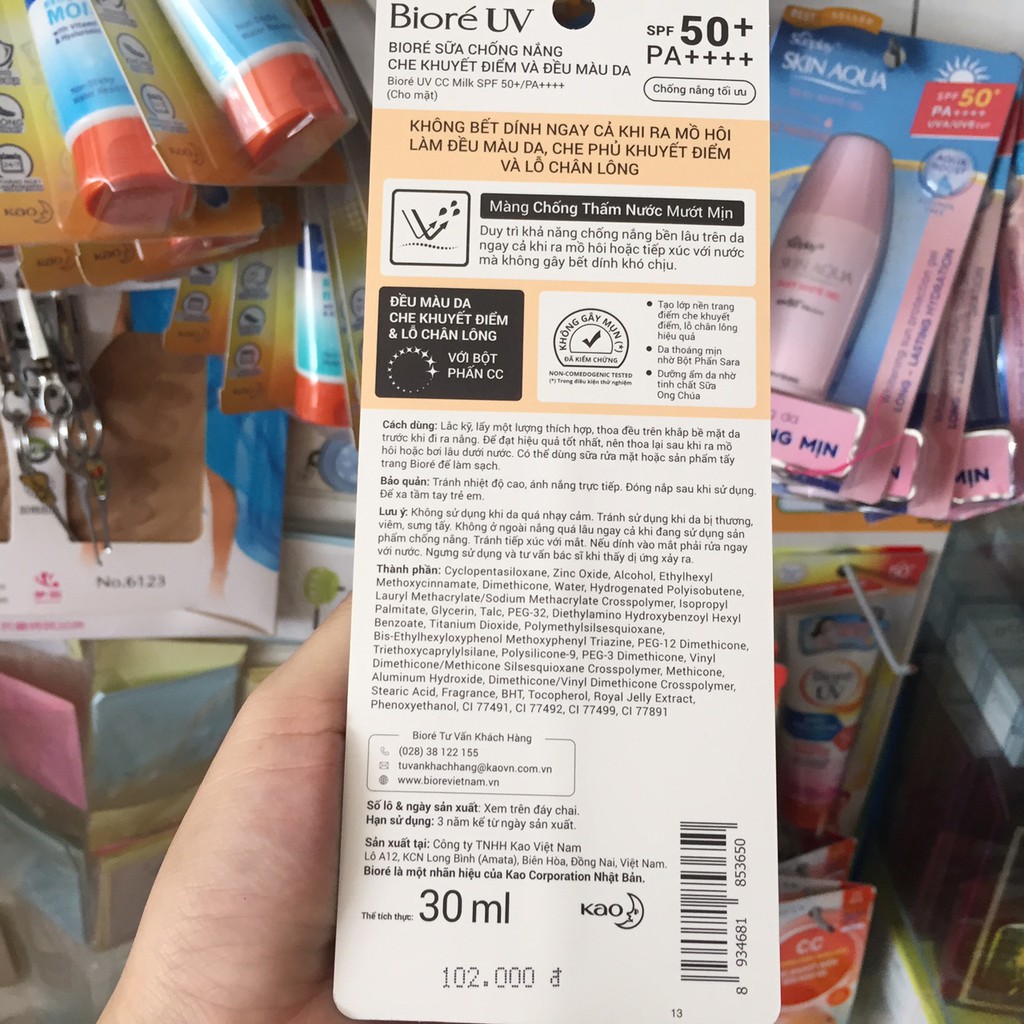 Bioré UV
SPF 50+
PA++++
Chống nắng tối ưu
BIORÉ SỮA CHỐNG NẮNG
CHE KHUYẾT ĐIỂM VÀ ĐỀU MÀU DA
Bioré UV CC Milk SPF 50+/PA++++
(Cho mặt)
KHÔNG BẾT DÍNH NGAY CẢ KHI RA MỒ HÔI
LÀM ĐỀU MÀU DA, CHE PHỦ KHUYẾT ĐIỂM
VÀ LỖ CHÂN LÔNG
Màng Chống Thấm Nước Mướt Mịn
Duy trì khả năng chống nắng bền lâu trên da
ngay cả khi ra mồ hôi hoặc tiếp xúc với nước
mà không gây bết dính khó chịu.
ĐỀU MÀU DA
CHE KHUYẾT ĐIỂM
& LỖ CHÂN LÔNG
VỚI BỘT
PHẤN CC
KHÔNG GÂY MỤN (*)
ĐÃ KIỂM CHỨNG
NON-COMEDOGENIC TESTED
(*) Trong điều kiện thử nghiệm
• Tạo lớp nền trang
điểm che khuyết
điểm, lỗ chân lông
hiệu quả
• Da thoáng mịn
nhờ Bột Phấn Sara
• Dưỡng ẩm da nhờ
tinh chất Sữa
Ong Chúa
Cách dùng: Lắc kỹ, lấy một lượng thích hợp, thoa đều trên khắp bề mặt da
trước khi đi ra nắng. Để đạt hiệu quả tốt nhất, nên thoa lại sau khi ra mồ
hôi hoặc bơi lâu dưới nước. Có thể dùng sữa rửa mặt hoặc sản phẩm tẩy
trang Bioré để làm sạch.
Bảo quản: Tránh nhiệt độ cao, ánh nắng trực tiếp. Đóng nắp sau khi sử dụng.
Để xa tầm tay trẻ em.
Lưu ý: Không sử dụng khi da quá nhạy cảm. Tránh sử dụng khi da bị thương,
viêm, sưng tấy. Không ở ngoài nắng quá lâu ngay cả khi đang sử dụng sản
phẩm chống nắng. Tránh tiếp xúc với mắt. Nếu dính vào mắt phải rửa ngay
với nước. Ngưng sử dụng và tư vấn bác sĩ khi thấy dị ứng xảy ra.
Thành phần: Cyclopentasiloxane, Zinc Oxide, Alcohol, Ethylhexyl
Methoxycinnamate, Dimethicone, Water, Hydrogenated Polyisobutene,
Lauryl Methacrylate/Sodium Methacrylate Crosspolymer, Isopropyl
Palmitate, Glycerin, Talc, PEG-32, Diethylamino Hydroxybenzoyl Hexyl
Benzoate, Titanium Dioxide, Polymethylsilsesquioxane,
Bis-Ethylhexyloxyphenol Methoxyphenyl Triazine, PEG-12 Dimethicone,
Triethoxycaprylylsilane, Polysilicone-9, PEG-3 Dimethicone, Vinyl
Dimethicone/Methicone Silsesquioxane Crosspolymer, Methicone,
Aluminum Hydroxide, Dimethicone/Vinyl Dimethicone Crosspolymer,
Stearic Acid, Fragrance, BHT, Tocopherol, Royal Jelly Extract,
Phenoxyethanol, CI 77491, CI 77492, CI 77499, CI 77891
Bioré Tư Vấn Khách Hàng
(028) 38 122 155
tuvankhachhang@kaovn.com.vn
www.biorevietnam.vn
Số lô & ngày sản xuất: Xem trên đáy chai.
Hạn sử dụng: 3 năm kể từ ngày sản xuất.
Sản xuất tại: Công ty TNHH Kao Việt Nam
Lô A12, KCN Long Bình (Amata), Biên Hòa, Đồng Nai, Việt Nam.
Bioré là một nhãn hiệu của Kao Corporation Nhật Bản.
Thể tích thực: 30 ml
Kao
8 934681 853650
102.000 đ
13
SKIN AQUA
SPF 50+
PA++++
LONG - LASTING HYDRATION
NG MỊN
MỊN
No.6123
Kao
CC
UV